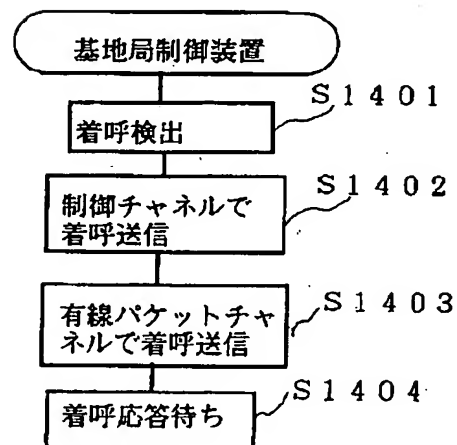 基地局制御装置
S1401
着呼検出
S1402
制御チャネルで
着呼送信
S1403
有線パケットチャ
ネルで着呼送信
S1404
着呼応答待ち